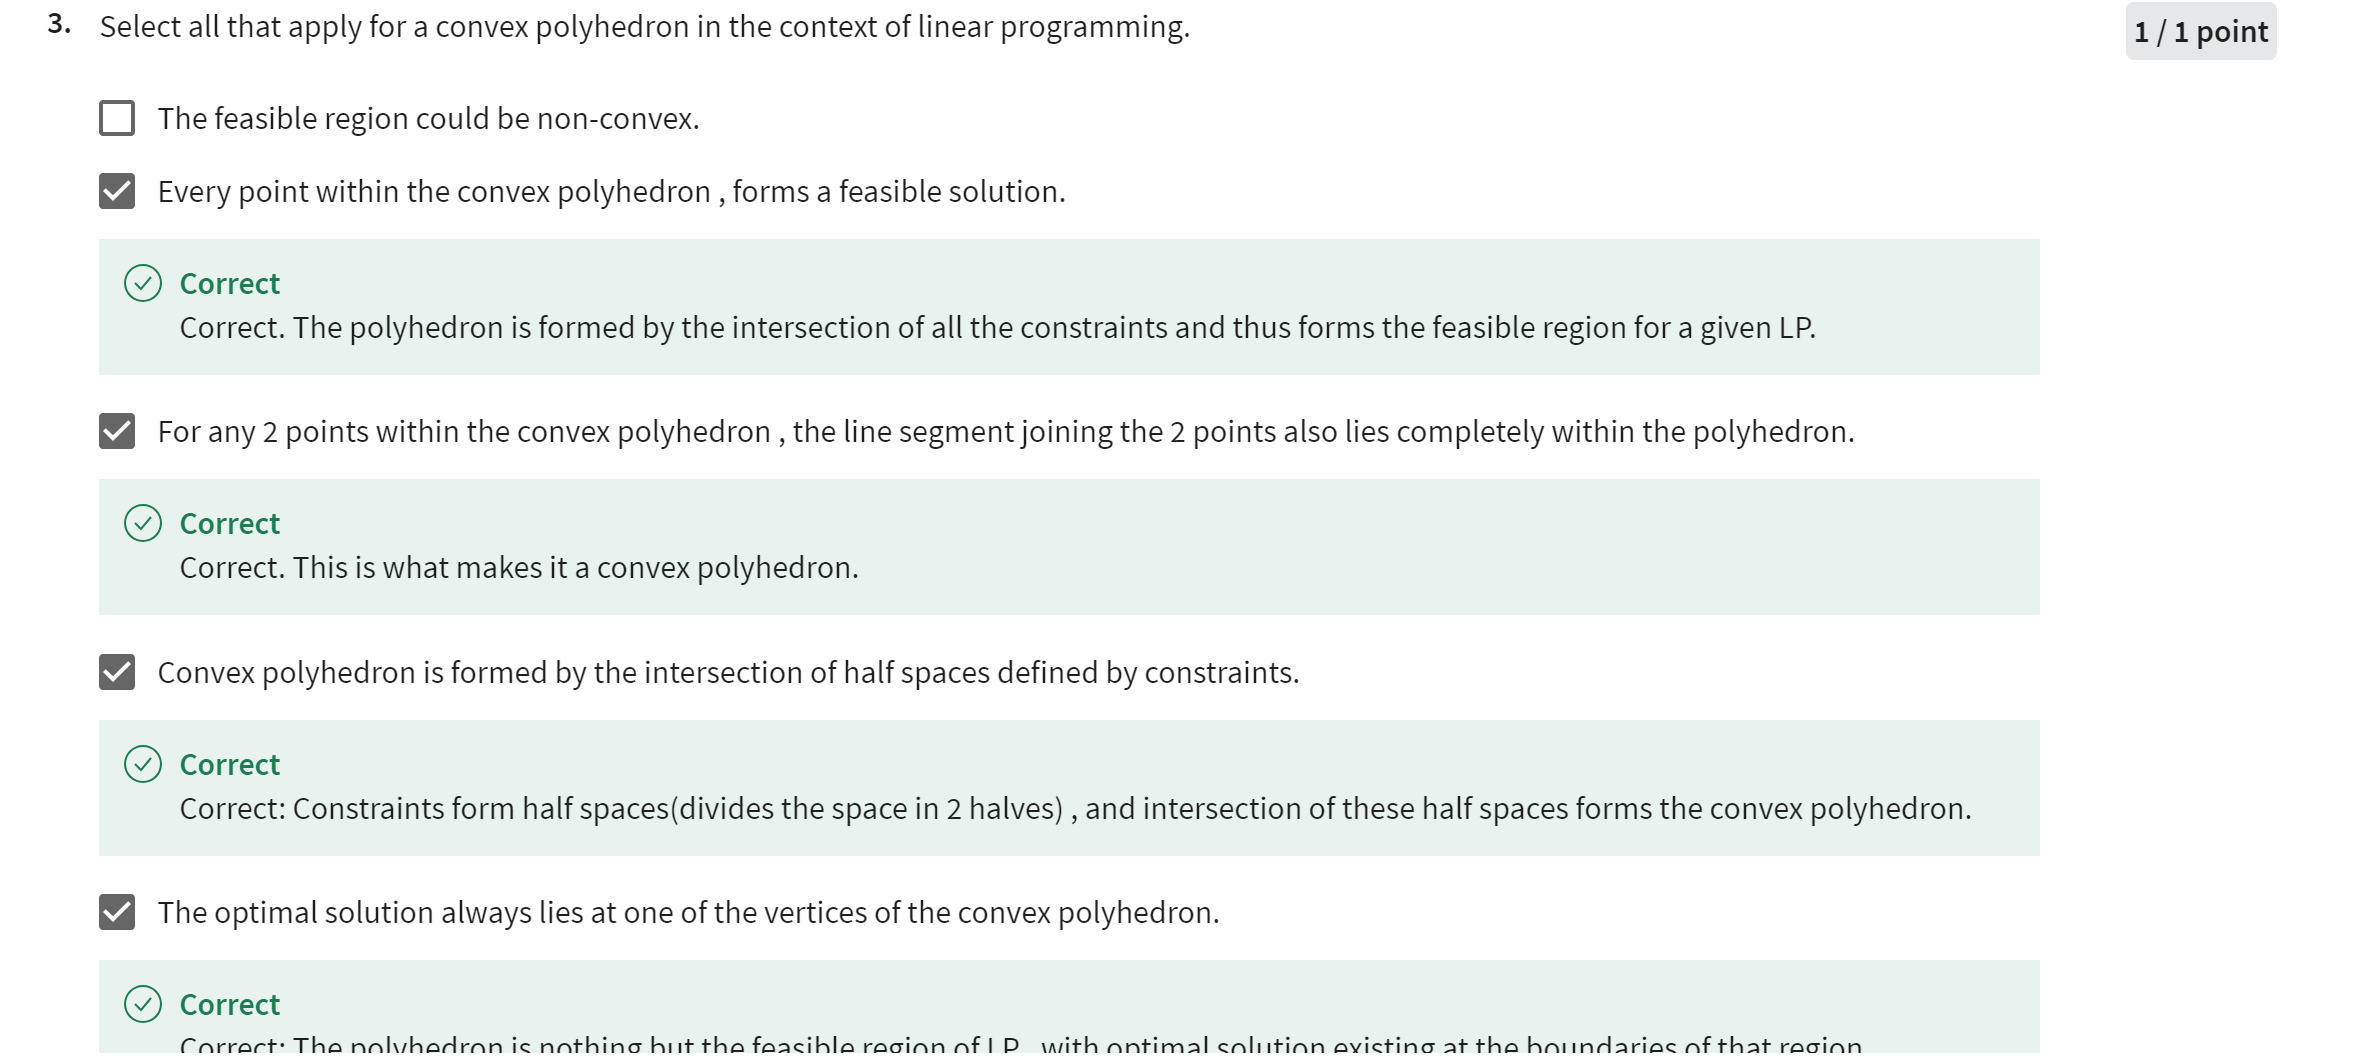 3. Select all that apply for a convex polyhedron in the context of linear programming.
1 / 1 point
The feasible region could be non-convex.
Every point within the convex polyhedron , forms a feasible solution.
Correct
Correct. The polyhedron is formed by the intersection of all the constraints and thus forms the feasible region for a given LP.
For any 2 points within the convex polyhedron , the line segment joining the 2 points also lies completely within the polyhedron.
Correct
Correct. This is what makes it a convex polyhedron.
Convex polyhedron is formed by the intersection of half spaces defined by constraints.
Correct
Correct: Constraints form half spaces(divides the space in 2 halves) , and intersection of these half spaces forms the convex polyhedron.
The optimal solution always lies at one of the vertices of the convex polyhedron.
Correct
Correct: The polyhedron is nothing but the feasible region of LP , with optimal solution existing at the boundaries of that region